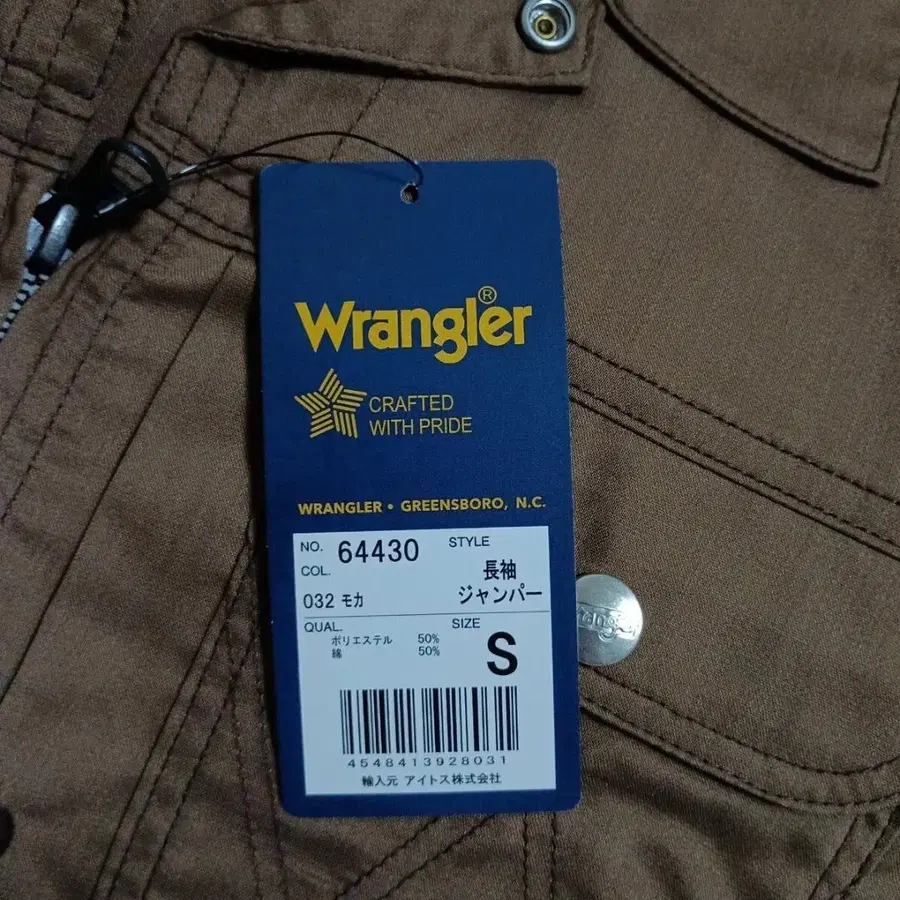 Wrangler®
CRAFTED
WITH PRIDE
WRANGLER • GREENSBORO, N.C.
NO. 64430 STYLE
COL. 長袖
032 モカ ジャンパー
QUAL. SIZE
ポリエステル 50%
綿 50%
S
4548413928031
輸入元 アイトス株式会社